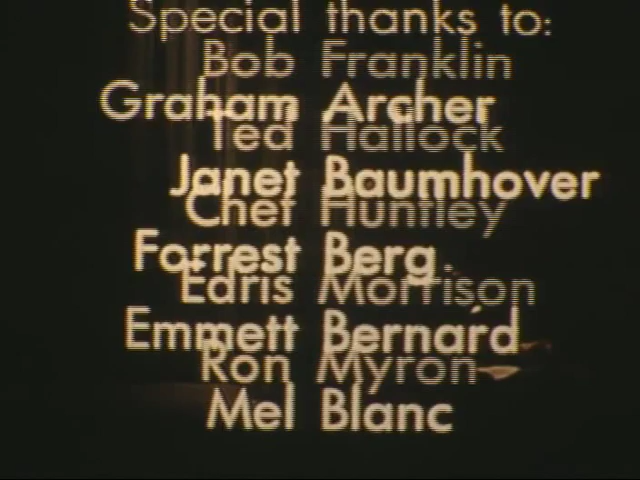 Special thanks to:
Bob Franklin
Graham Archer
Ted Hallock
Janet Baumhover
Chet Huntley
Forrest Berg
Edris Morrison
Emmett Bernard
Ron Myron
Mel Blanc